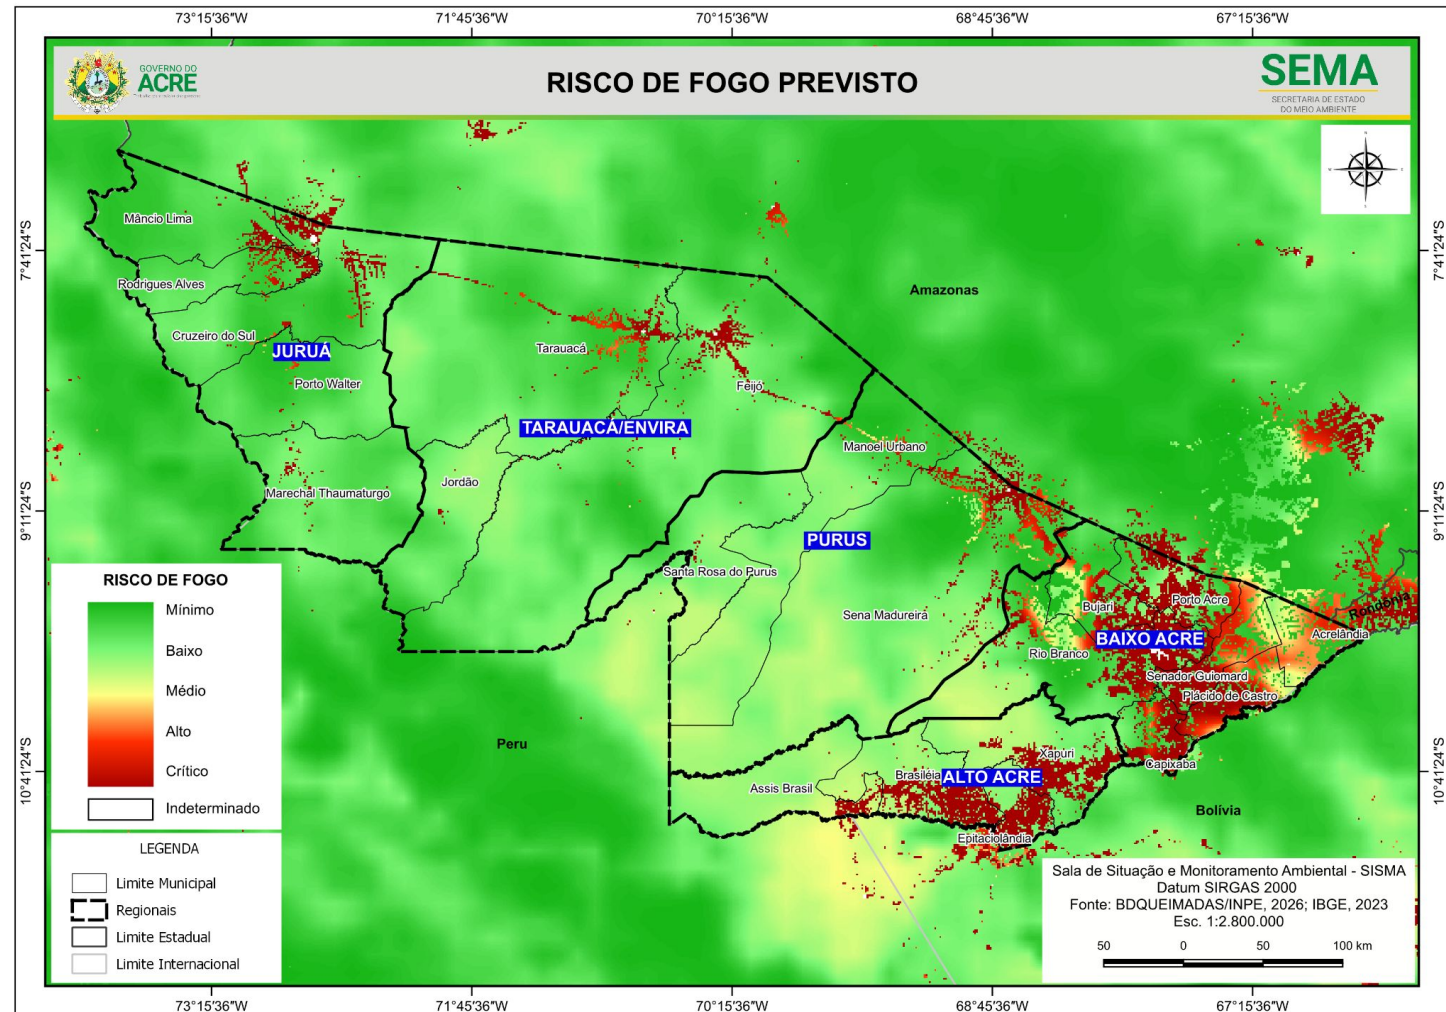 73°15'36"W 71°45'36"W 70°15'36"W 68°45'36"W 67°15'36"W
GOVERNO DO
ACRE
RISCO DE FOGO PREVISTO
SEMA
SECRETARIA DE ESTADO
DO MEIO AMBIENTE
N
Mâncio Lima
7°41'24"S
7°41'24"S
Rodrigues Alves
Amazonas
Cruzeiro do Sul
JURUÁ
Tarauacá
Porto Walter
Feijó
TARAUACÁ/ENVIRA
Manoel Urbano
Jordão
Marechal Thaumaturgo
9°11'24"S
9°11'24"S
PURUS
Santa Rosa do Purus
Sena Madureira
Bujari
Porto Acre
Rondônia
Acrelândia
BAIXO ACRE
Rio Branco
Senador Guiomard
Plácido de Castro
Peru
Xapuri
Capixaba
10°41'24"S
10°41'24"S
Brasiléia
ALTO ACRE
Assis Brasil
Bolívia
Epitaciolândia
RISCO DE FOGO
Mínimo
Baixo
Médio
Alto
Crítico
Indeterminado
LEGENDA
Limite Municipal
Regionais
Limite Estadual
Limite Internacional
Sala de Situação e Monitoramento Ambiental - SISMA
Datum SIRGAS 2000
Fonte: BDQUEIMADAS/INPE, 2026; IBGE, 2023
Esc. 1:2.800.000
50 0 50 100 km
73°15'36"W 71°45'36"W 70°15'36"W 68°45'36"W 67°15'36"W